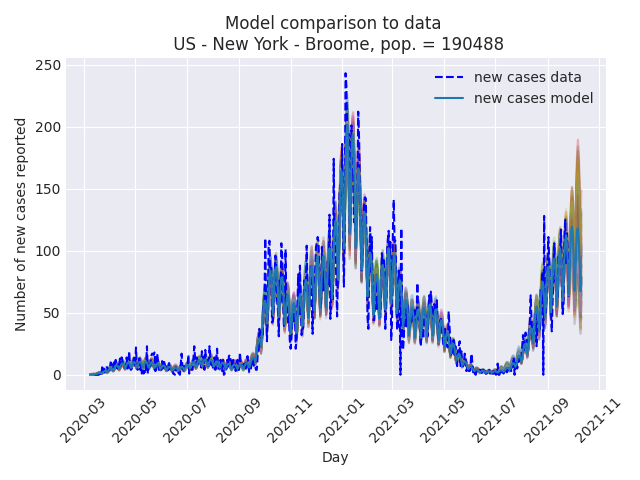 Model comparison to data
US - New York - Broome, pop. = 190488
new cases data
new cases model
Number of new cases reported
250
200
150
100
50
0
2020-03
2020-05
2020-07
2020-09
2020-11
2021-01
2021-03
2021-05
2021-07
2021-09
2021-11
Day